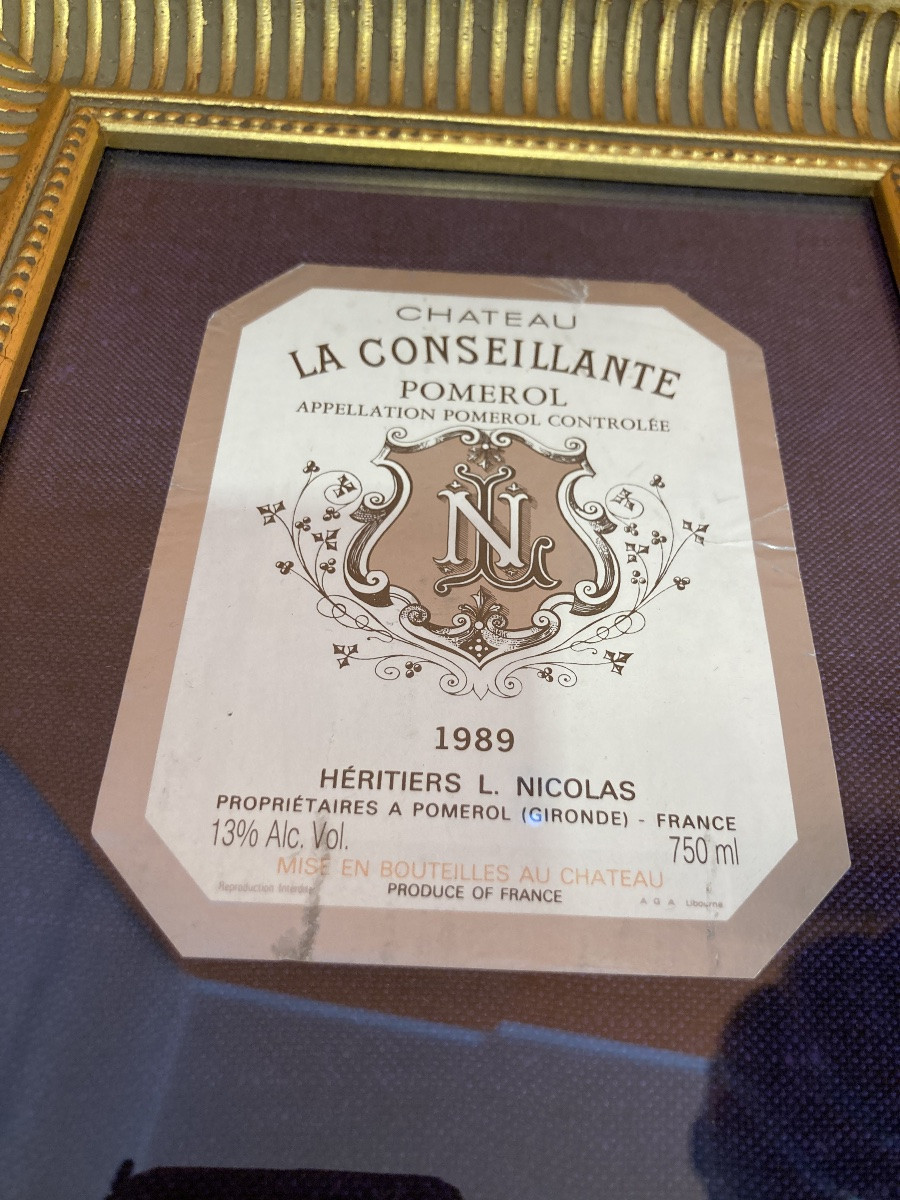 CHATEAU
LA CONSEILLANTE
POMEROL
APPELLATION POMEROL CONTROLÉE
NL
1989
HÉRITIERS L. NICOLAS
PROPRIÉTAIRES A POMEROL (GIRONDE) - FRANCE
13% Alc. Vol. 750 ml
MISE EN BOUTEILLES AU CHATEAU
Reproduction Interdite PRODUCE OF FRANCE A G A Libourne